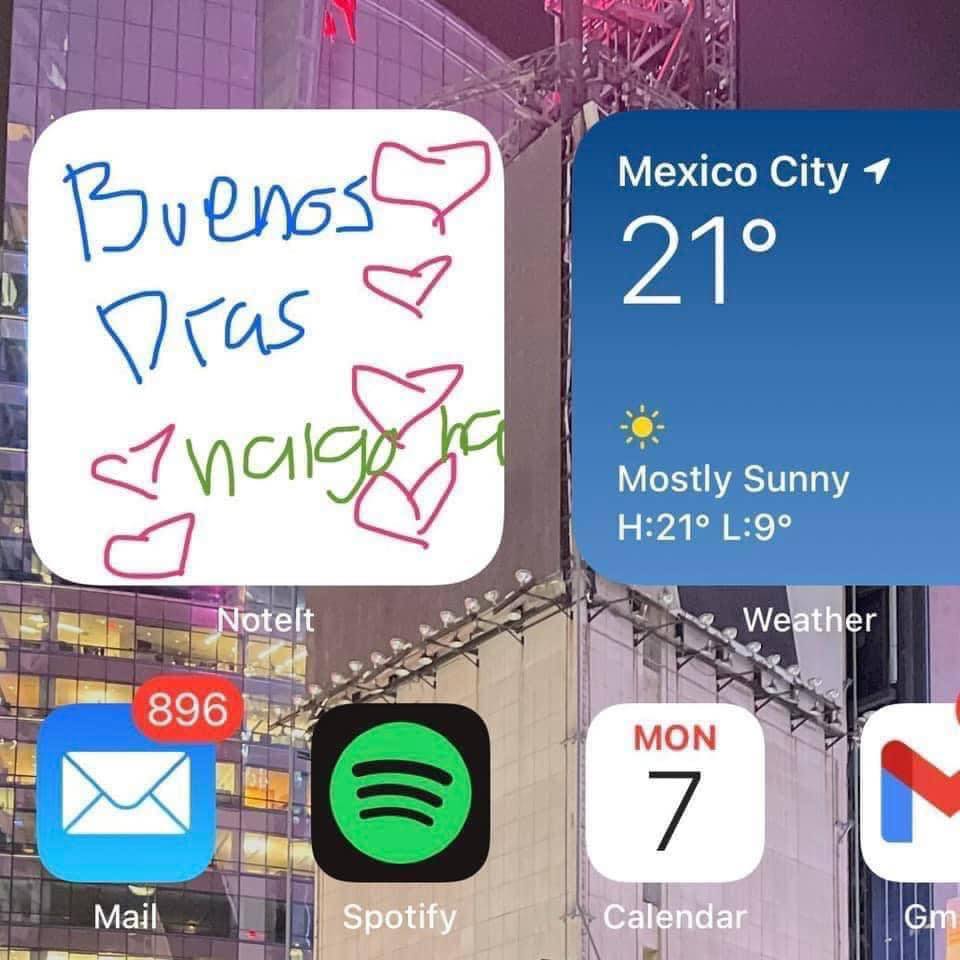 Buenos
Dias
nalgo ha
NoteIt
Mexico City
21°
Mostly Sunny
H:21° L:9°
Weather
896
Mail
Spotify
MON
7
Calendar
Gm